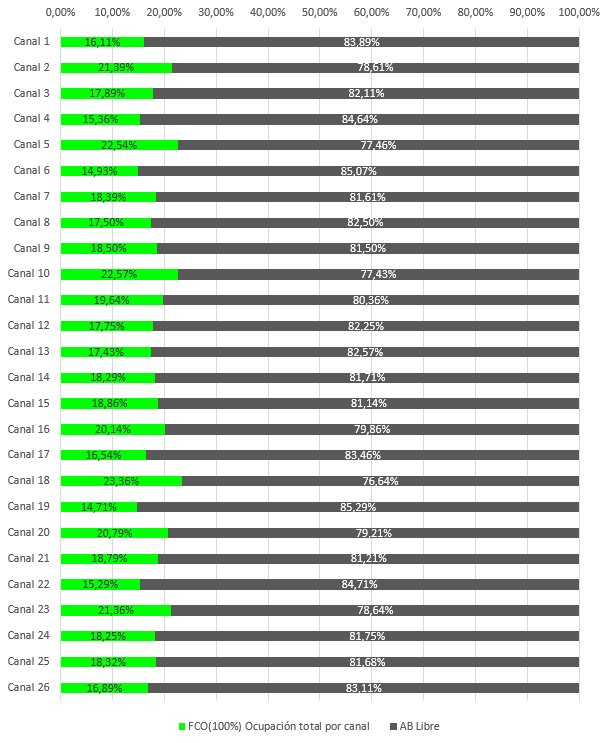 0,00% 10,00% 20,00% 30,00% 40,00% 50,00% 60,00% 70,00% 80,00% 90,00% 100,00%
Canal 1 16,11% 83,89%
Canal 2 21,39% 78,61%
Canal 3 17,89% 82,11%
Canal 4 15,36% 84,64%
Canal 5 22,54% 77,46%
Canal 6 14,93% 85,07%
Canal 7 18,39% 81,61%
Canal 8 17,50% 82,50%
Canal 9 18,50% 81,50%
Canal 10 22,57% 77,43%
Canal 11 19,64% 80,36%
Canal 12 17,75% 82,25%
Canal 13 17,43% 82,57%
Canal 14 18,29% 81,71%
Canal 15 18,86% 81,14%
Canal 16 20,14% 79,86%
Canal 17 16,54% 83,46%
Canal 18 23,36% 76,64%
Canal 19 14,71% 85,29%
Canal 20 20,79% 79,21%
Canal 21 18,79% 81,21%
Canal 22 15,29% 84,71%
Canal 23 21,36% 78,64%
Canal 24 18,25% 81,75%
Canal 25 18,32% 81,68%
Canal 26 16,89% 83,11%
FCO(100%) Ocupación total por canal AB Libre